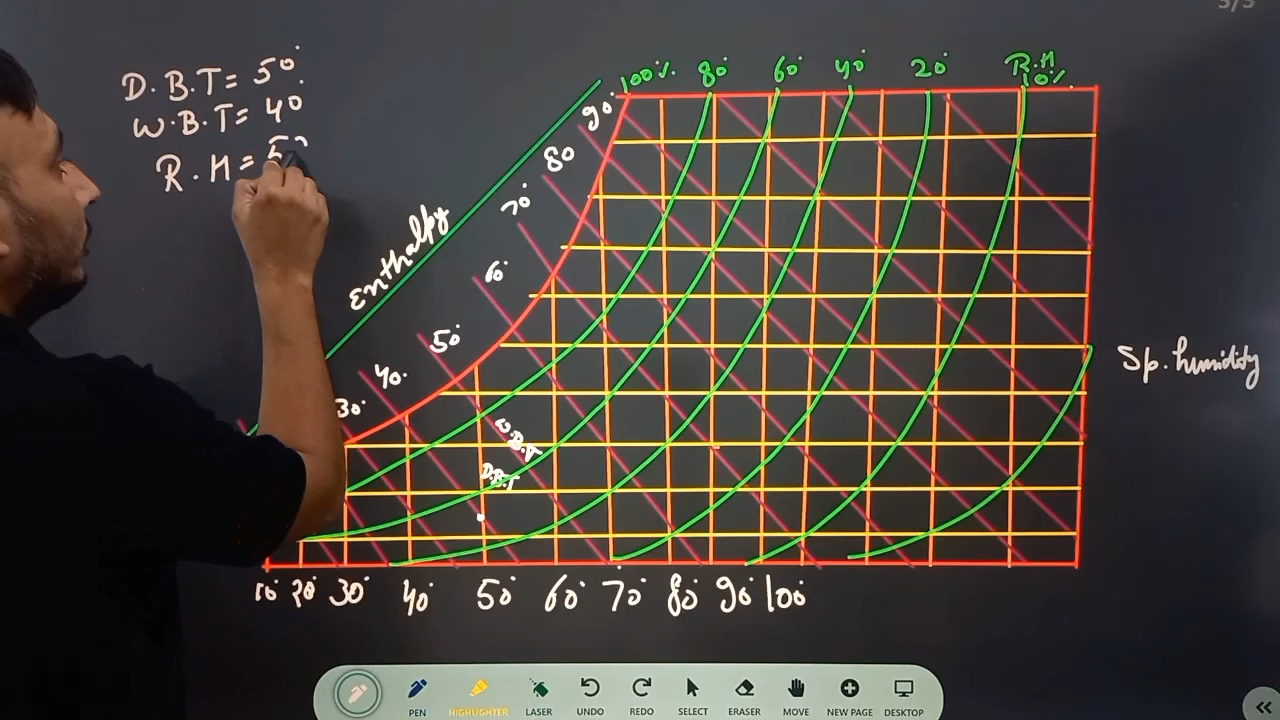 3/3
D.B.T = 50°
W.B.T = 40°
R.H =
100%. 80° 60° 40° 20° R.H 10%.
90°
80
70°
60°
50°
40.
30°
Enthalpy
W.B.T
D.B.T
Sp. humidity
10° 20° 30° 40° 50° 60° 70° 80° 90° 100°
PEN HIGHLIGHTER LASER UNDO REDO SELECT ERASER MOVE NEW PAGE DESKTOP